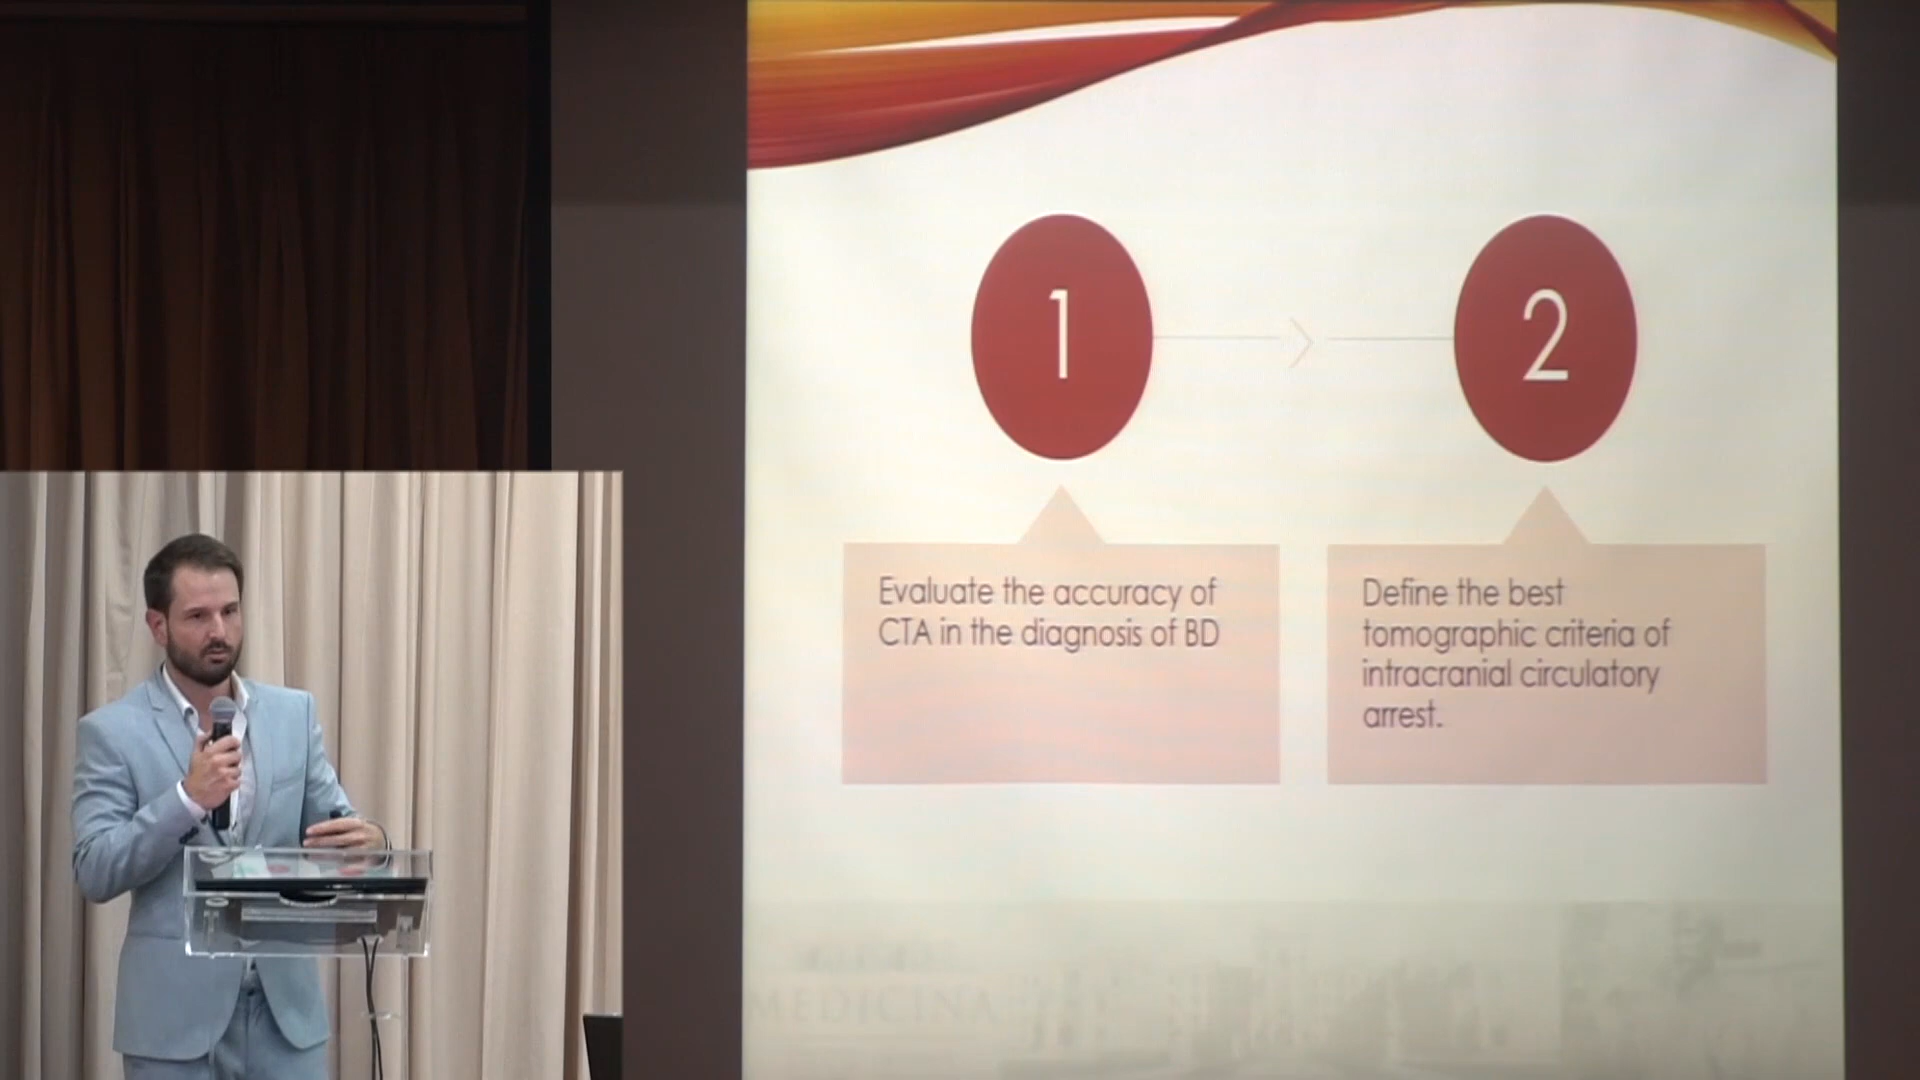 1
2
Evaluate the accuracy of
CTA in the diagnosis of BD
Define the best
tomographic criteria of
intracranial circulatory
arrest.
MEDICINA